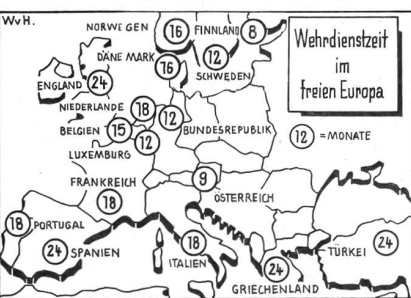 W.v.H.
NORWEGEN
16
FINNLAND
8
DÄNEMARK
16
12
SCHWEDEN
Wehrdienstzeit
im
freien Europa
12 = MONATE
ENGLAND
24
NIEDERLANDE
18
12
BELGIEN
15
BUNDESREPUBLIK
12
LUXEMBURG
FRANKREICH
18
9
ÖSTERREICH
18
PORTUGAL
24
SPANIEN
18
ITALIEN
24
GRIECHENLAND
TÜRKEI
24